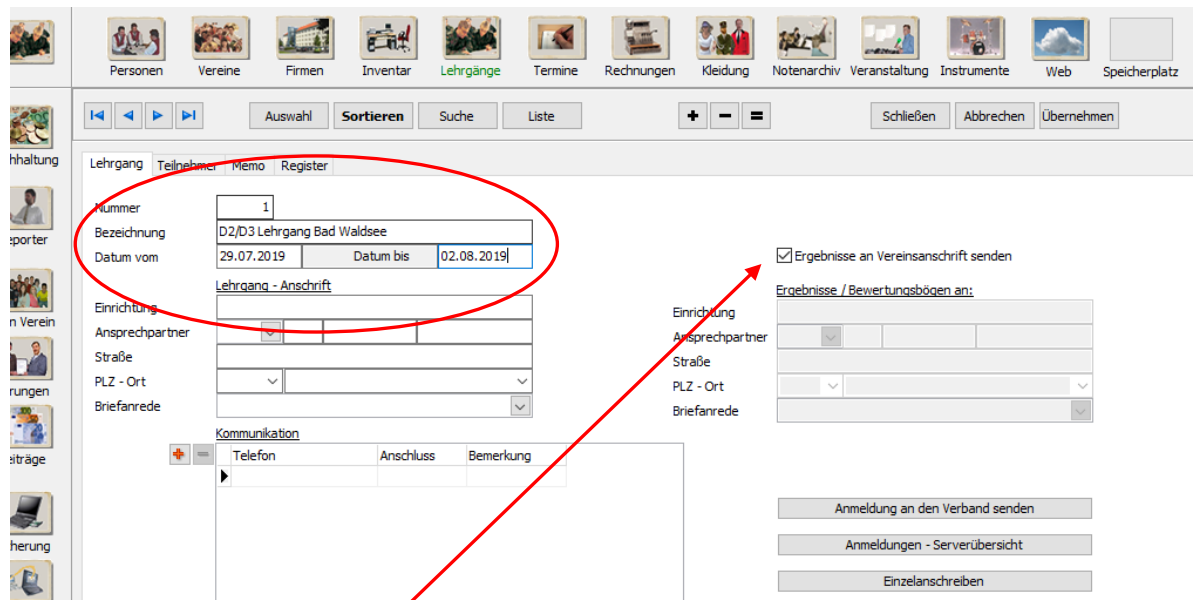 Personen Vereine Firmen Inventar Lehrgänge Termine Rechnungen Kleidung Notenarchiv Veranstaltung Instrumente Web Speicherplatz
Auswahl Sortieren Suche Liste + - = Schließen Abbrechen Übernehmen
Lehrgang Teilnehmer Memo Register
Nummer 1
Bezeichnung D2/D3 Lehrgang Bad Waldsee
Datum vom 29.07.2019 Datum bis 02.08.2019
Ergebnisse an Vereinsanschrift senden
Lehrgang - Anschrift
Ergebnisse / Bewertungsbögen an:
Einrichtung
Ansprechpartner
Straße
PLZ - Ort
Briefanrede
Einrichtung
Ansprechpartner
Straße
PLZ - Ort
Briefanrede
Kommunikation
Telefon Anschluss Bemerkung
Anmeldung an den Verband senden
Anmeldungen - Serverübersicht
Einzelanschreiben
hhaltung
eporter
n Verein
rungen
eiträge
herung